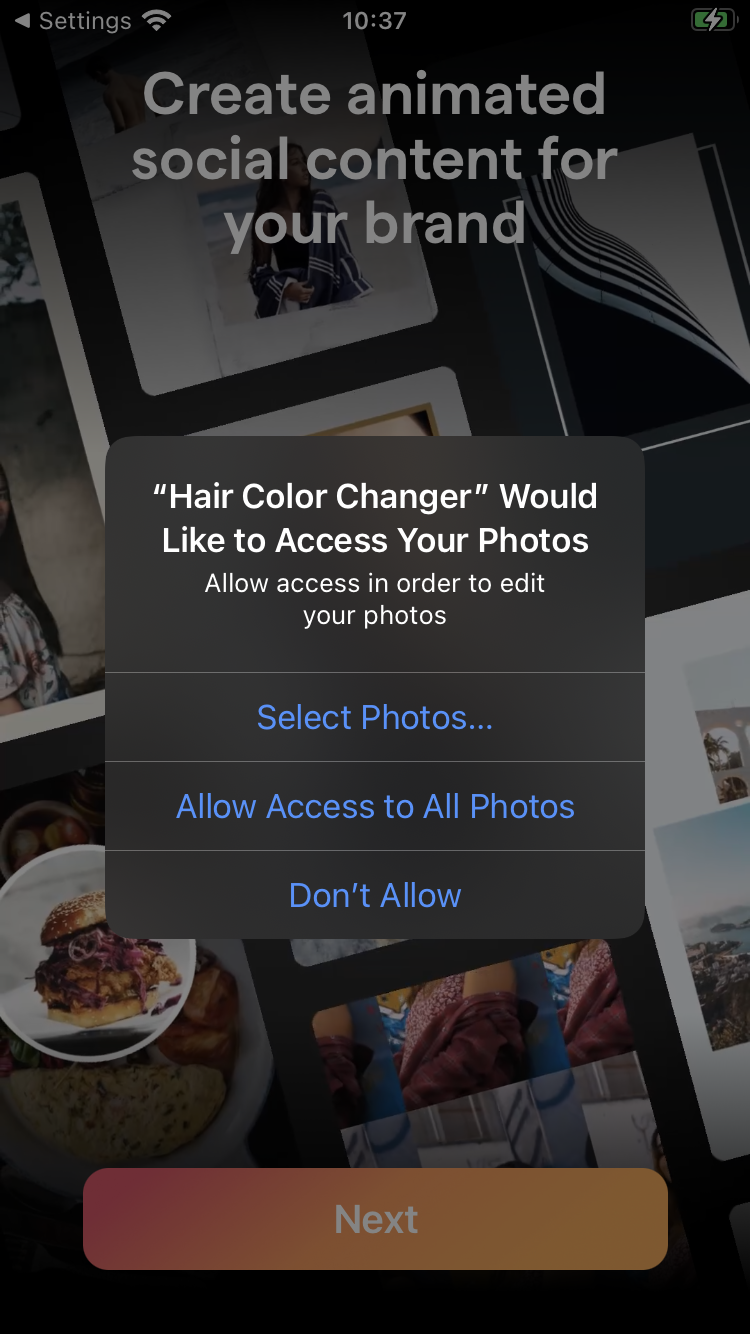 ◀ Settings 10:37
Create animated
social content for
your brand
“Hair Color Changer” Would
Like to Access Your Photos
Allow access in order to edit
your photos
Select Photos...
Allow Access to All Photos
Don’t Allow
Next